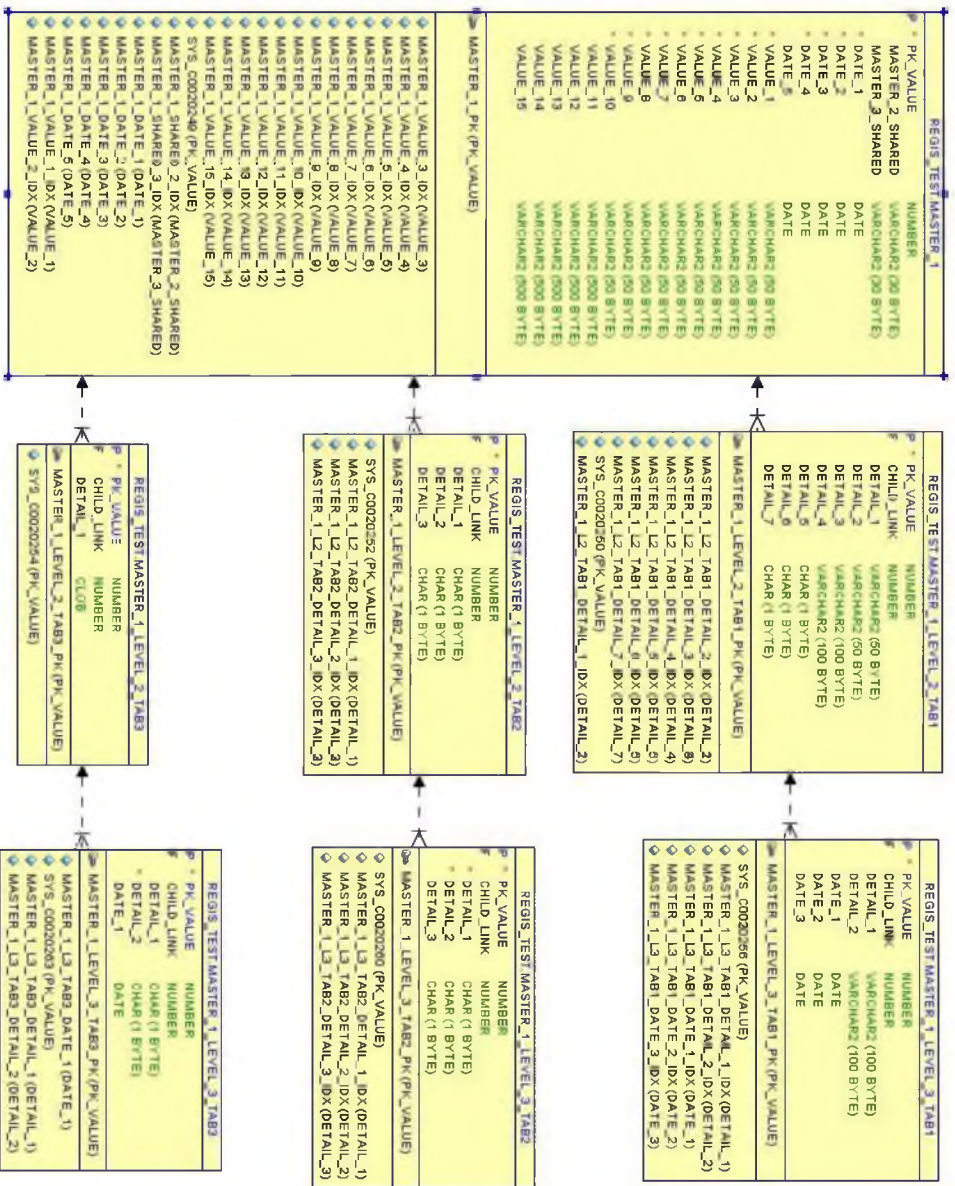 REGIS_TEST.MASTER_1
P * PK_VALUE NUMBER
MASTER_2_SHARED VARCHAR2 (30 BYTE)
MASTER_3_SHARED VARCHAR2 (30 BYTE)
* DATE_1 DATE
* DATE_2 DATE
DATE_3 DATE
DATE_4 DATE
DATE_5 DATE
* VALUE_1 VARCHAR2 (50 BYTE)
* VALUE_2 VARCHAR2 (50 BYTE)
* VALUE_3 VARCHAR2 (50 BYTE)
* VALUE_4 VARCHAR2 (50 BYTE)
* VALUE_5 VARCHAR2 (50 BYTE)
* VALUE_6 VARCHAR2 (50 BYTE)
* VALUE_7 VARCHAR2 (50 BYTE)
* VALUE_8 VARCHAR2 (50 BYTE)
* VALUE_9 VARCHAR2 (50 BYTE)
* VALUE_10 VARCHAR2 (50 BYTE)
VALUE_11 VARCHAR2 (500 BYTE)
VALUE_12 VARCHAR2 (500 BYTE)
VALUE_13 VARCHAR2 (500 BYTE)
VALUE_14 VARCHAR2 (500 BYTE)
VALUE_15 VARCHAR2 (500 BYTE)
MASTER_1_PK (PK_VALUE)
MASTER_1_VALUE_3_IDX (VALUE_3)
MASTER_1_VALUE_4_IDX (VALUE_4)
MASTER_1_VALUE_5_IDX (VALUE_5)
MASTER_1_VALUE_6_IDX (VALUE_6)
MASTER_1_VALUE_7_IDX (VALUE_7)
MASTER_1_VALUE_8_IDX (VALUE_8)
MASTER_1_VALUE_9_IDX (VALUE_9)
MASTER_1_VALUE_10_IDX (VALUE_10)
MASTER_1_VALUE_11_IDX (VALUE_11)
MASTER_1_VALUE_12_IDX (VALUE_12)
MASTER_1_VALUE_13_IDX (VALUE_13)
MASTER_1_VALUE_14_IDX (VALUE_14)
MASTER_1_VALUE_15_IDX (VALUE_15)
SYS_C0020249 (PK_VALUE)
MASTER_1_SHARED_2_IDX (MASTER_2_SHARED)
MASTER_1_SHARED_3_IDX (MASTER_3_SHARED)
MASTER_1_DATE_1 (DATE_1)
MASTER_1_DATE_2 (DATE_2)
MASTER_1_DATE_3 (DATE_3)
MASTER_1_DATE_4 (DATE_4)
MASTER_1_DATE_5 (DATE_5)
MASTER_1_VALUE_1_IDX (VALUE_1)
MASTER_1_VALUE_2_IDX (VALUE_2)
REGIS_TEST.MASTER_1_LEVEL_2_TAB1
P * PK_VALUE NUMBER
F CHILD_LINK NUMBER
DETAIL_1 VARCHAR2 (50 BYTE)
DETAIL_2 VARCHAR2 (50 BYTE)
DETAIL_3 VARCHAR2 (100 BYTE)
DETAIL_4 VARCHAR2 (100 BYTE)
DETAIL_5 CHAR (1 BYTE)
DETAIL_6 CHAR (1 BYTE)
DETAIL_7 CHAR (1 BYTE)
MASTER_1_LEVEL_2_TAB1_PK (PK_VALUE)
MASTER_1_L2_TAB1_DETAIL_2_IDX (DETAIL_2)
MASTER_1_L2_TAB1_DETAIL_3_IDX (DETAIL_8)
MASTER_1_L2_TAB1_DETAIL_4_IDX (DETAIL_4)
MASTER_1_L2_TAB1_DETAIL_5_IDX (DETAIL_5)
MASTER_1_L2_TAB1_DETAIL_6_IDX (DETAIL_6)
MASTER_1_L2_TAB1_DETAIL_7_IDX (DETAIL_7)
SYS_C0020250 (PK_VALUE)
MASTER_1_L2_TAB1_DETAIL_1_IDX (DETAIL_2)
REGIS_TEST.MASTER_1_LEVEL_2_TAB2
P * PK_VALUE NUMBER
F CHILD_LINK NUMBER
DETAIL_1 CHAR (1 BYTE)
DETAIL_2 CHAR (1 BYTE)
DETAIL_3 CHAR (1 BYTE)
MASTER_1_LEVEL_2_TAB2_PK (PK_VALUE)
SYS_C0020252 (PK_VALUE)
MASTER_1_L2_TAB2_DETAIL_1_IDX (DETAIL_1)
MASTER_1_L2_TAB2_DETAIL_2_IDX (DETAIL_2)
MASTER_1_L2_TAB2_DETAIL_3_IDX (DETAIL_3)
REGIS_TEST.MASTER_1_LEVEL_2_TAB3
P * PK_VALUE NUMBER
F CHILD_LINK NUMBER
DETAIL_1 CLOB
MASTER_1_LEVEL_2_TAB3_PK (PK_VALUE)
SYS_C0020254 (PK_VALUE)
REGIS_TEST.MASTER_1_LEVEL_3_TAB1
P * PK_VALUE NUMBER
F CHILD_LINK NUMBER
DETAIL_1 VARCHAR2 (100 BYTE)
DETAIL_2 VARCHAR2 (100 BYTE)
DATE_1 DATE
DATE_2 DATE
DATE_3 DATE
MASTER_1_LEVEL_3_TAB1_PK (PK_VALUE)
SYS_C0020256 (PK_VALUE)
MASTER_1_L3_TAB1_DETAIL_1_IDX (DETAIL_1)
MASTER_1_L3_TAB1_DETAIL_2_IDX (DETAIL_2)
MASTER_1_L3_TAB1_DATE_1_IDX (DATE_1)
MASTER_1_L3_TAB1_DATE_2_IDX (DATE_2)
MASTER_1_L3_TAB1_DATE_3_IDX (DATE_3)
REGIS_TEST.MASTER_1_LEVEL_3_TAB2
P * PK_VALUE NUMBER
F CHILD_LINK NUMBER
* DETAIL_1 CHAR (1 BYTE)
* DETAIL_2 CHAR (1 BYTE)
DETAIL_3 CHAR (1 BYTE)
MASTER_1_LEVEL_3_TAB2_PK (PK_VALUE)
SYS_C0020260 (PK_VALUE)
MASTER_1_L3_TAB2_DETAIL_1_IDX (DETAIL_1)
MASTER_1_L3_TAB2_DETAIL_2_IDX (DETAIL_2)
MASTER_1_L3_TAB2_DETAIL_3_IDX (DETAIL_3)
REGIS_TEST.MASTER_1_LEVEL_3_TAB3
P * PK_VALUE NUMBER
F CHILD_LINK NUMBER
DETAIL_1 CHAR (1 BYTE)
* DETAIL_2 CHAR (1 BYTE)
DATE_1 DATE
MASTER_1_LEVEL_3_TAB3_PK (PK_VALUE)
MASTER_1_L3_TAB3_DATE_1 (DATE_1)
SYS_C0020263 (PK_VALUE)
MASTER_1_L3_TAB3_DETAIL_1 (DETAIL_1)
MASTER_1_L3_TAB3_DETAIL_2 (DETAIL_2)